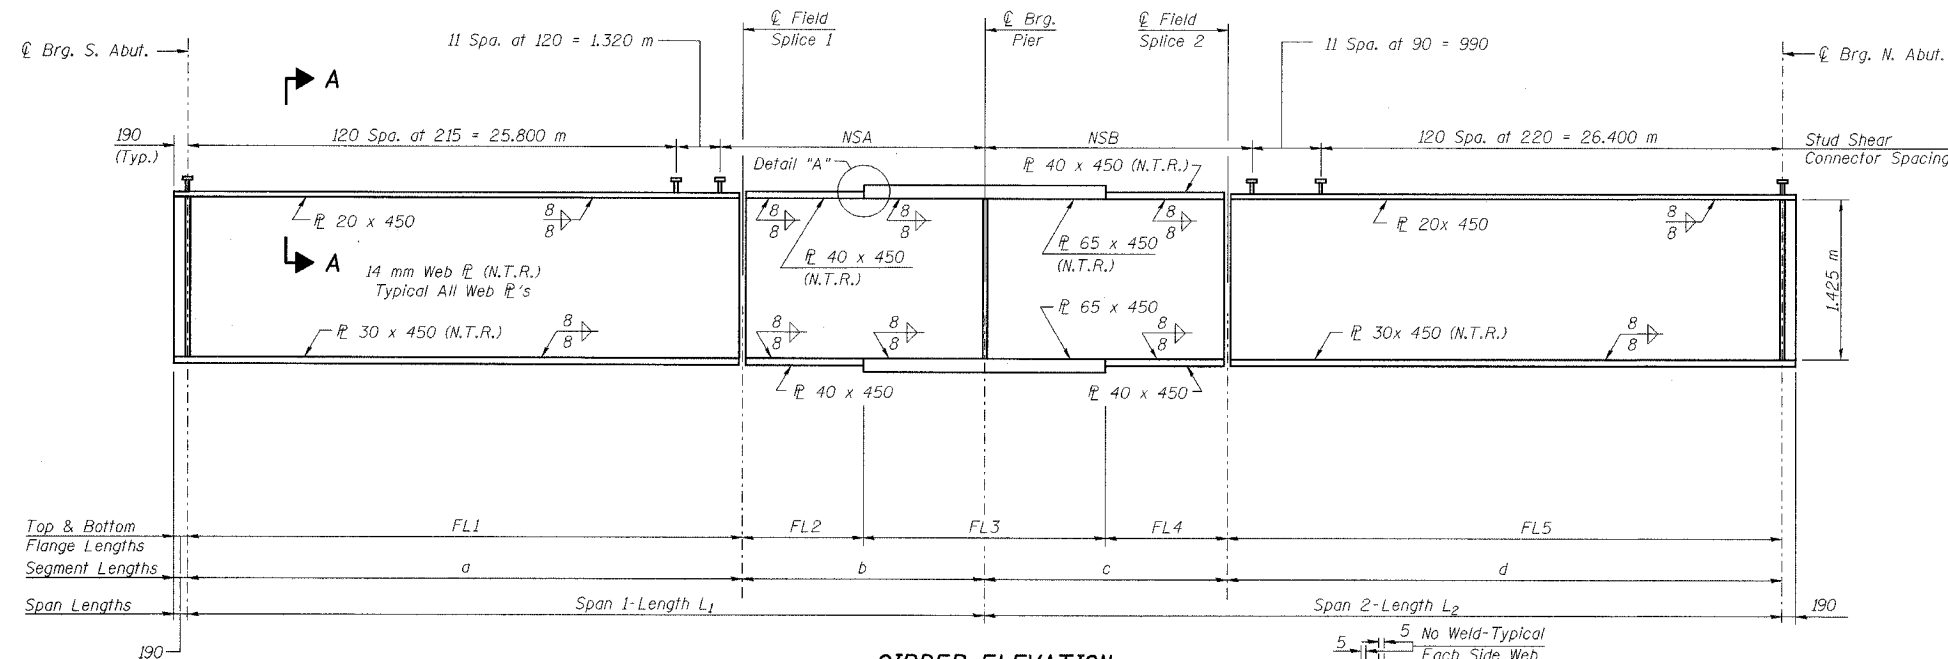 ℄ Field
Splice 1
℄ Brg.
Pier
℄ Field
Splice 2
℄ Brg. S. Abut.
11 Spa. at 120 = 1.320 m
11 Spa. at 90 = 990
℄ Brg. N. Abut.
A
190
(Typ.)
120 Spa. at 215 = 25.800 m
NSA
NSB
120 Spa. at 220 = 26.400 m
Stud Shear
Connector Spacing
Detail "A"
℄ 40 x 450 (N.T.R.)
8
8
8
8
8
8
8
8
8
8
℄ 20 x 450
℄ 20x 450
℄ 40 x 450
(N.T.R.)
℄ 65 x 450
(N.T.R.)
A
14 mm Web ℄ (N.T.R.)
Typical All Web ℄'s
1.425 m
℄ 65 x 450
℄ 30 x 450 (N.T.R.)
8
8
8
8
8
8
8
8
℄ 30x 450 (N.T.R.)
8
8
℄ 40 x 450
℄ 40 x 450
Top & Bottom
Flange Lengths
FL1
FL2
FL3
FL4
FL5
Segment Lengths
a
b
c
d
Span Lengths
Span 1-Length L₁
Span 2-Length L₂
190
190
5
5
No Weld-Typical
Each Side Web
GIRDER ELEVATION